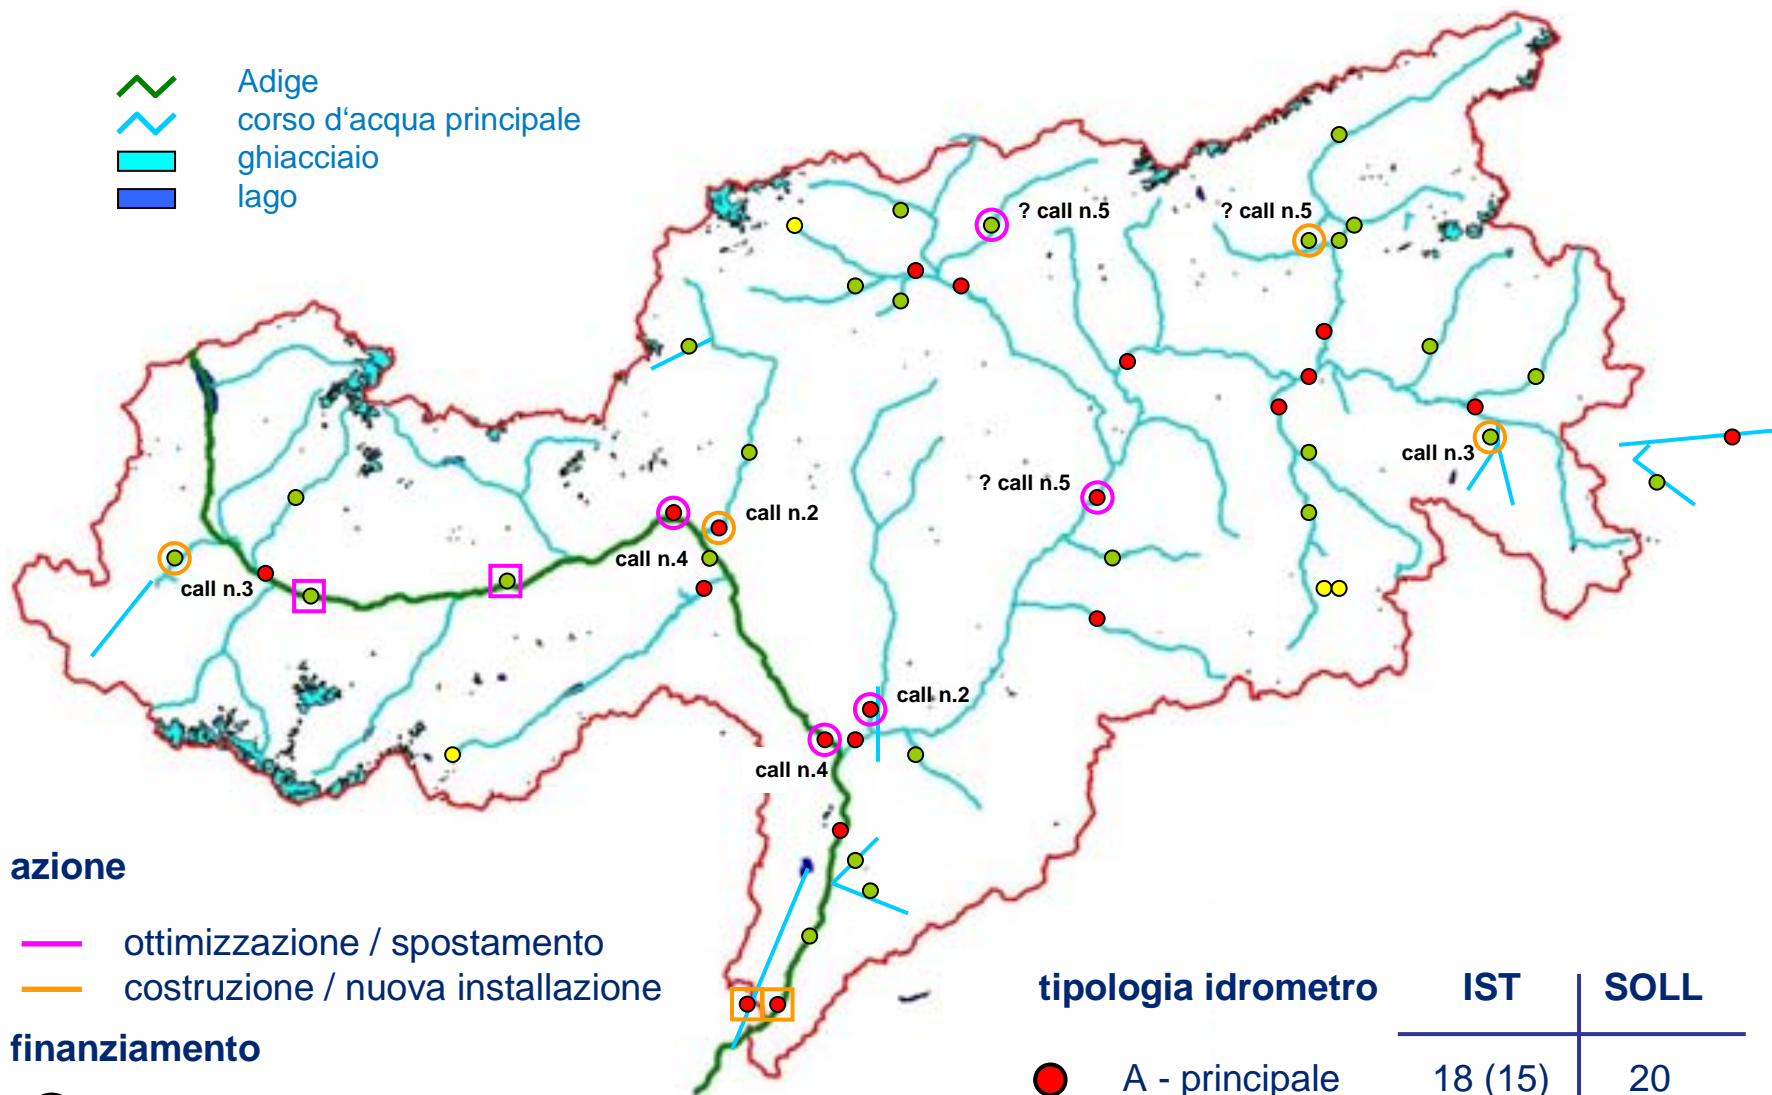 Adige
corso d'acqua principale
ghiacciaio
lago
? call n.5
? call n.5
call n.3
? call n.5
call n.2
call n.4
call n.3
call n.2
call n.4
azione
ottimizzazione / spostamento
costruzione / nuova installazione
finanziamento
tipologia idrometro IST SOLL
A - principale 18 (15) 20